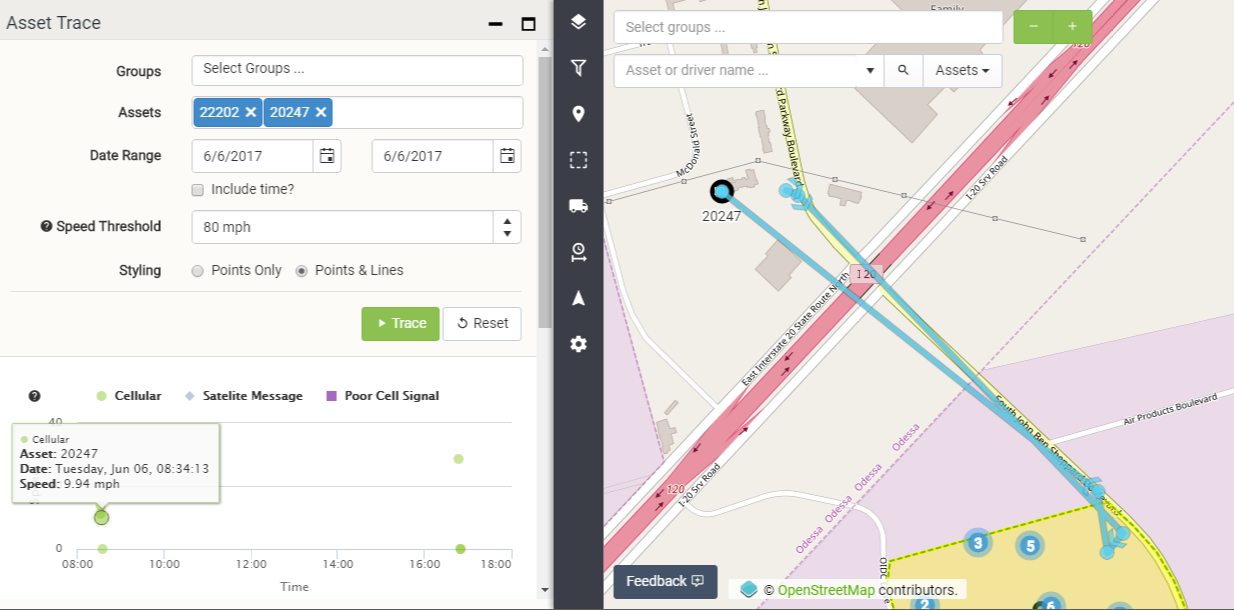 Asset Trace
Groups
Select Groups ...
Assets
22202
20247
Date Range
6/6/2017
6/6/2017
Include time?
Speed Threshold
80 mph
Styling
Points Only
Points & Lines
Trace
Reset
Cellular
Satelite Message
Poor Cell Signal
40
Cellular
Asset: 20247
Date: Tuesday, Jun 06, 08:34:13
Speed: 9.94 mph
0
08:00
10:00
12:00
14:00
16:00
18:00
Time
Select groups ...
−
+
Asset or driver name ...
Assets
Family
McDonald Street
Parkway Boulevard
120
I-20 Srv Road
20247
I 20
East Interstate 20 State Route North
South John Ben Sheppard
Air Products Boulevard
Odessa
Odessa
Odessa
Odessa
120
I-20 Srv Road
3
5
2
6
Feedback
© OpenStreetMap contributors.